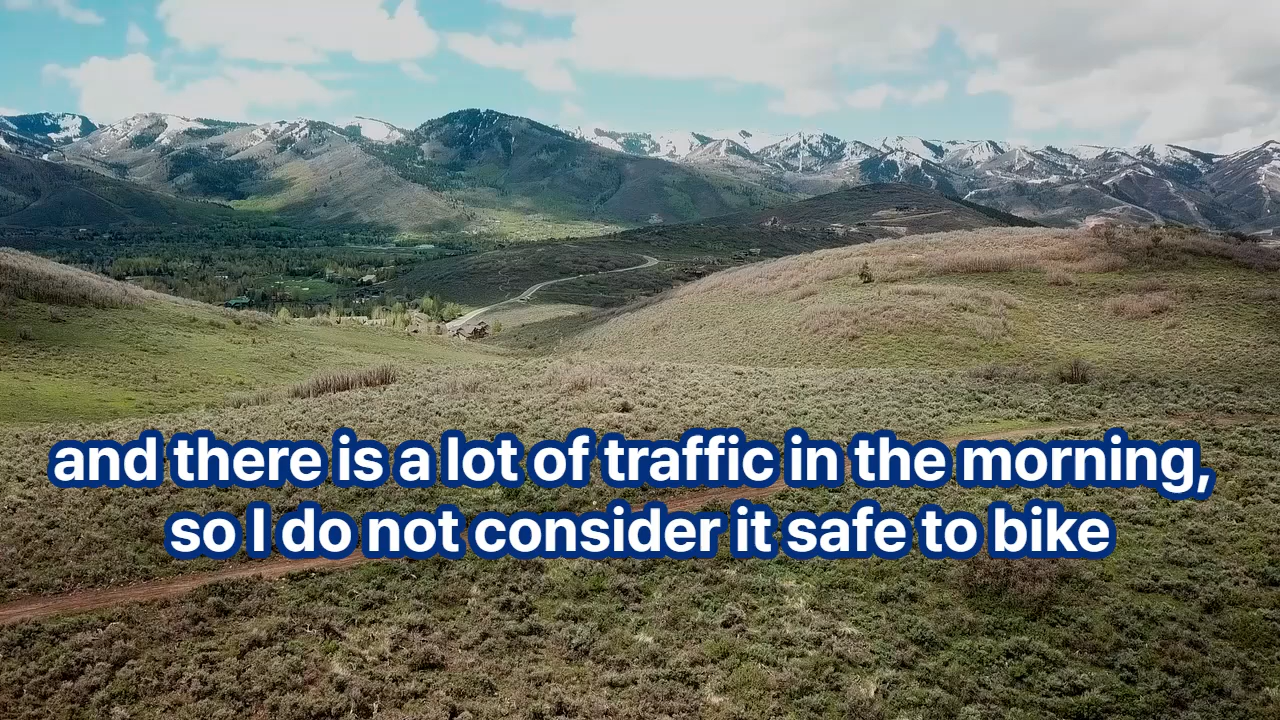 and there is a lot of traffic in the morning,
so I do not consider it safe to bike